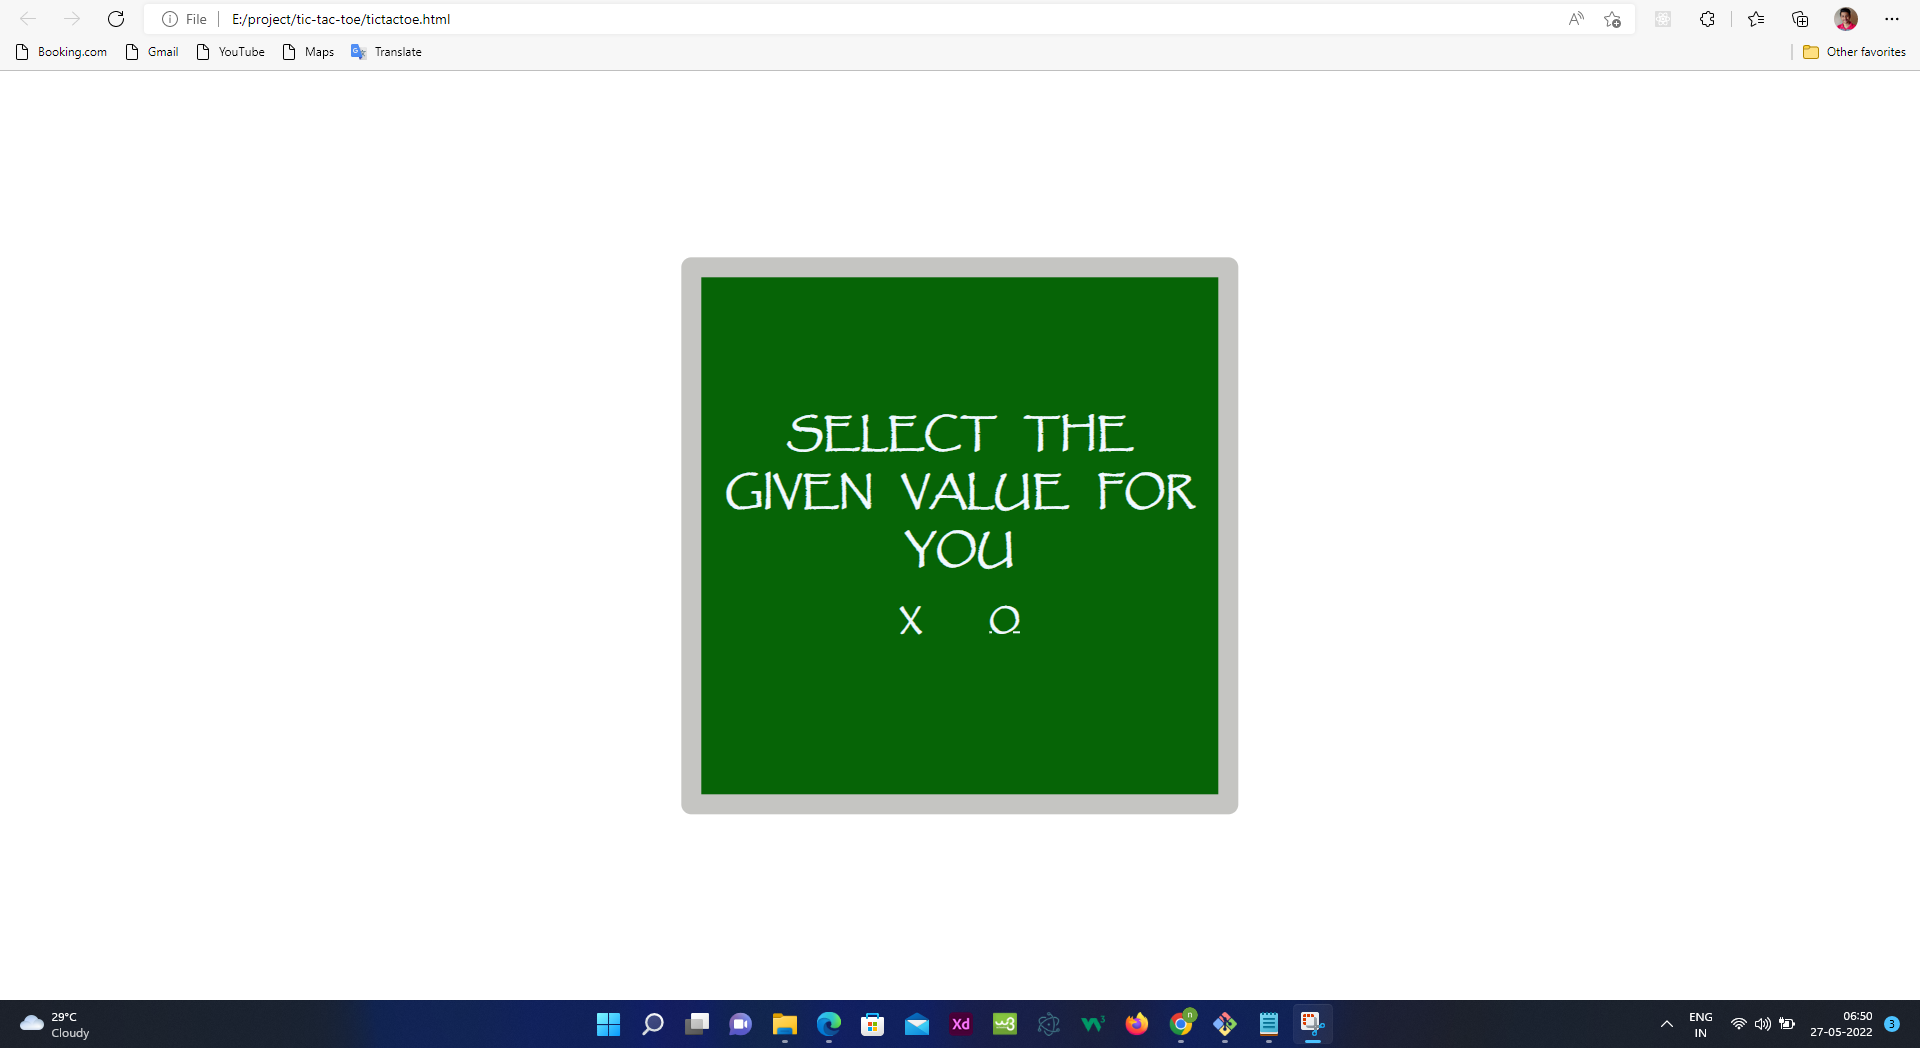 File
E:/project/tic-tac-toe/tictactoe.html
Booking.com
Gmail
YouTube
Maps
Translate
Other favorites
SELECT THE
GIVEN VALUE FOR
YOU
X O
29°C
Cloudy
Xd
n
ENG
IN
06:50
27-05-2022
3